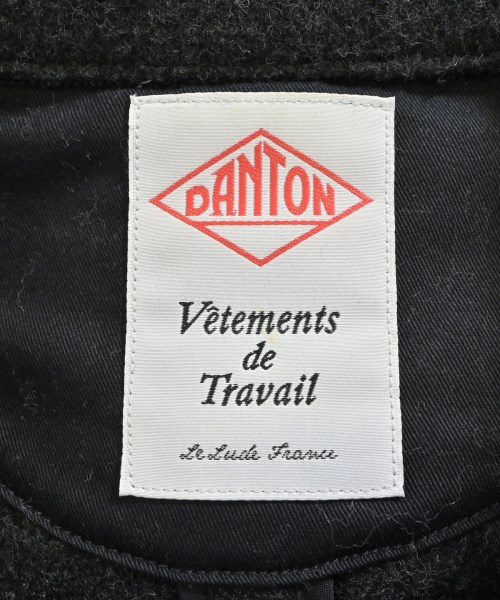 DANTON
Vêtements
de
Travail
Le Lude France